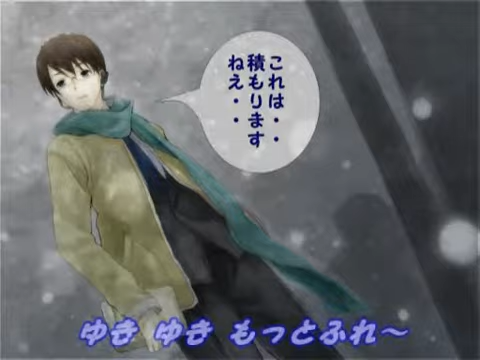 これは・・
積もります
ねえ・・
ゆき ゆき もっとふれ～